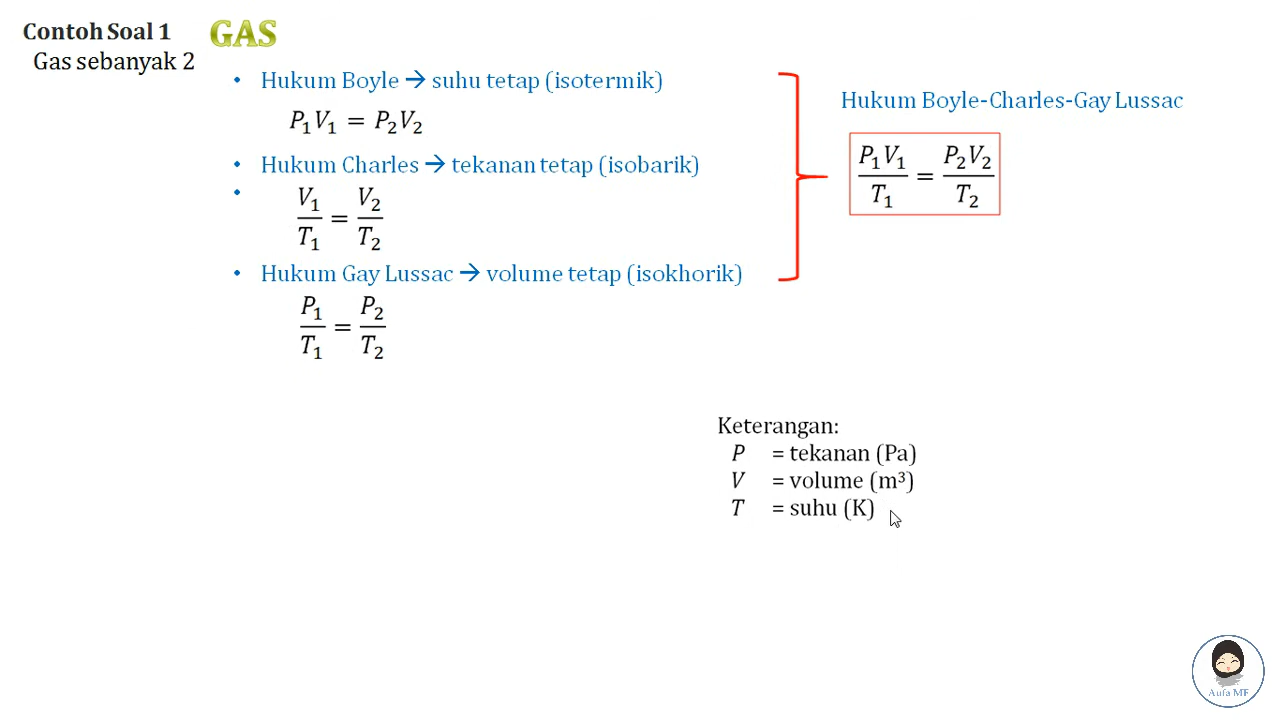 Contoh Soal 1
Gas sebanyak 2
GAS
• Hukum Boyle → suhu tetap (isotermik)
P₁V₁ = P₂V₂
• Hukum Charles → tekanan tetap (isobarik)
•
V₁/T₁ = V₂/T₂
• Hukum Gay Lussac → volume tetap (isokhorik)
P₁/T₁ = P₂/T₂
Hukum Boyle-Charles-Gay Lussac
P₁V₁/T₁ = P₂V₂/T₂
Keterangan:
P = tekanan (Pa)
V = volume (m³)
T = suhu (K)
Aufa MF